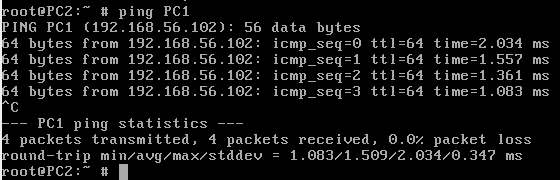 root@PC2:~ # ping PC1
PING PC1 (192.168.56.102): 56 data bytes
64 bytes from 192.168.56.102: icmp_seq=0 ttl=64 time=2.034 ms
64 bytes from 192.168.56.102: icmp_seq=1 ttl=64 time=1.557 ms
64 bytes from 192.168.56.102: icmp_seq=2 ttl=64 time=1.361 ms
64 bytes from 192.168.56.102: icmp_seq=3 ttl=64 time=1.083 ms
^C
--- PC1 ping statistics ---
4 packets transmitted, 4 packets received, 0.0% packet loss
round-trip min/avg/max/stddev = 1.083/1.509/2.034/0.347 ms
root@PC2:~ #